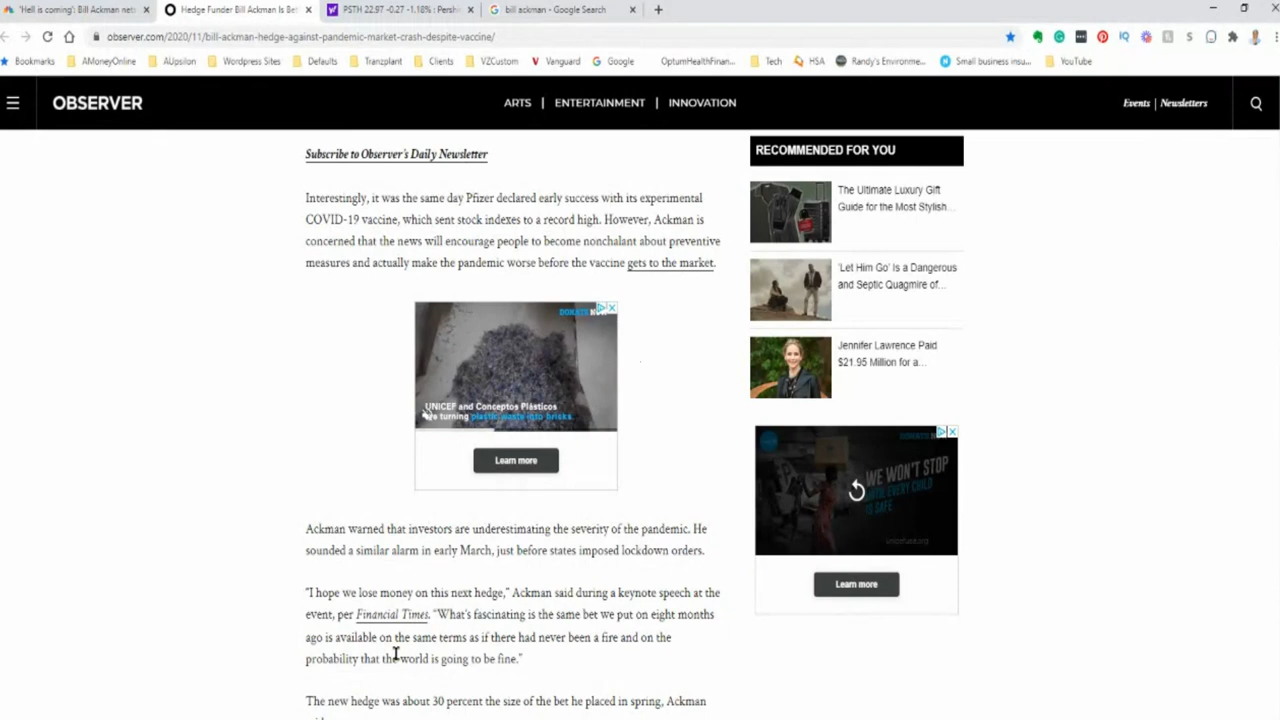 'Hell is coming': Bill Ackman net
Hedge Funder Bill Ackman Is Be
PSTH 22.97 -0.27 -1.18% : Persh
bill ackman - Google Search
observer.com/2020/11/bill-ackman-hedge-against-pandemic-market-crash-despite-vaccine/
Bookmarks AMoneyOnline AUpsilon Wordpress Sites Defaults Tranzplant Clients VZCustom Vanguard Google OptumHealthFinan... Tech HSA Randy's Environme... Small business insu... YouTube
OBSERVER
ARTS | ENTERTAINMENT | INNOVATION
Events | Newsletters
Subscribe to Observer's Daily Newsletter
Interestingly, it was the same day Pfizer declared early success with its experimental
COVID-19 vaccine, which sent stock indexes to a record high. However, Ackman is
concerned that the news will encourage people to become nonchalant about preventive
measures and actually make the pandemic worse before the vaccine gets to the market.
DONATE NOW
UNICEF and Conceptos Plásticos
are turning plastic waste into bricks.
Learn more
Ackman warned that investors are underestimating the severity of the pandemic. He
sounded a similar alarm in early March, just before states imposed lockdown orders.
"I hope we lose money on this next hedge," Ackman said during a keynote speech at the
event, per Financial Times. "What's fascinating is the same bet we put on eight months
ago is available on the same terms as if there had never been a fire and on the
probability that the world is going to be fine."
The new hedge was about 30 percent the size of the bet he placed in spring, Ackman
RECOMMENDED FOR YOU
The Ultimate Luxury Gift
Guide for the Most Stylish...
'Let Him Go' Is a Dangerous
and Septic Quagmire of...
Jennifer Lawrence Paid
$21.95 Million for a...
WE WON'T STOP
UNTIL EVERY CHILD
IS SAFE
Learn more